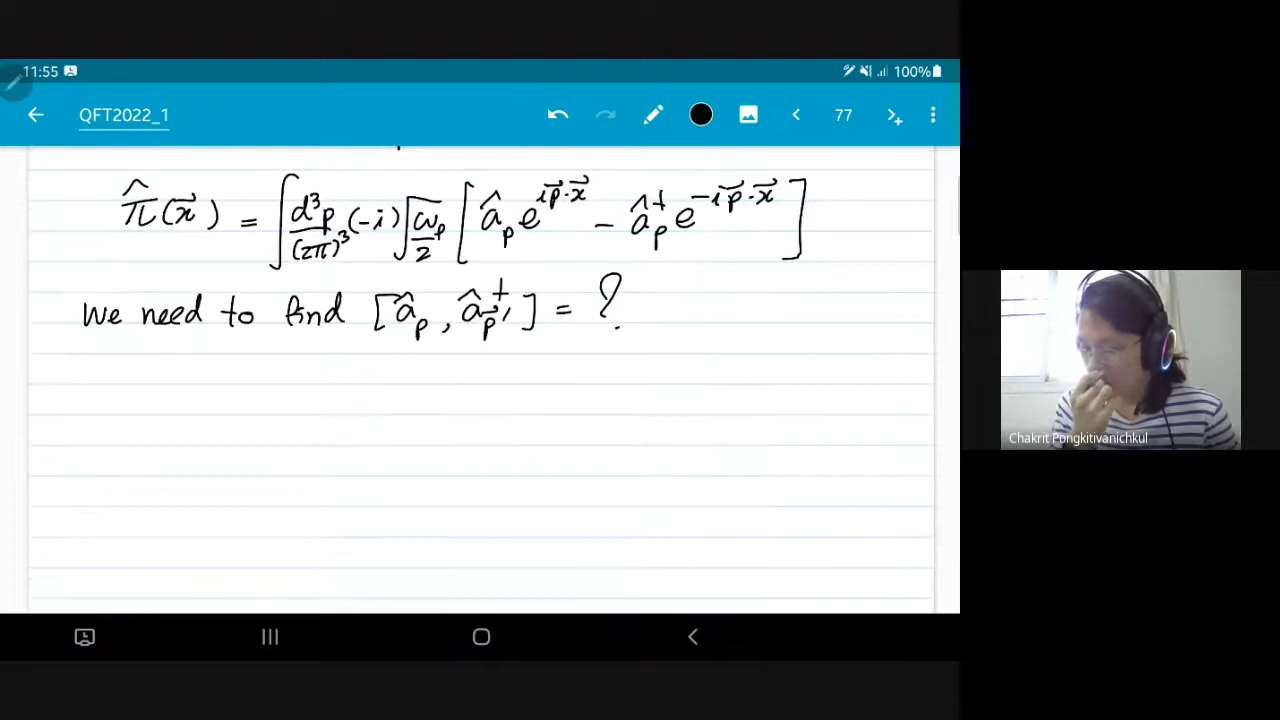 11:55 100%
QFT2022_1 77
π̂(x⃗) = ∫ d³p/(2π)³ (-i) √(ω_p/2) [ â_p e^{ip⃗·x⃗} − â_p^† e^{−ip⃗·x⃗} ]
We need to find [â_p, â_p⃗'^†] = ?
Chakrit Pongkitivanichkul